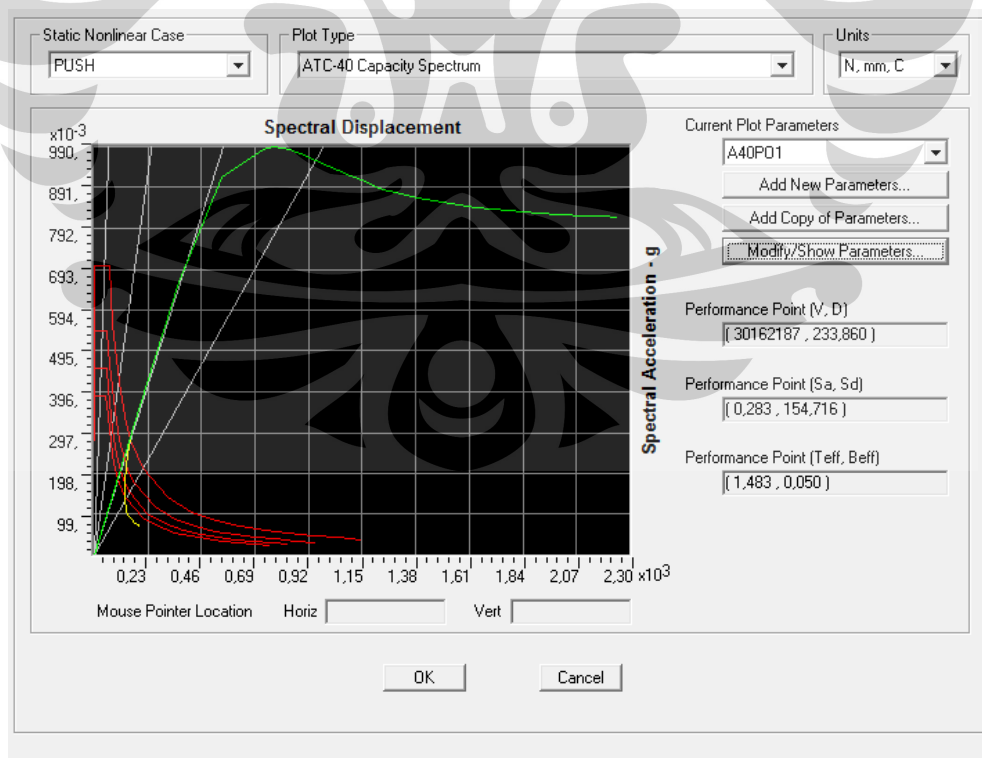 Static Nonlinear Case
PUSH
Plot Type
ATC-40 Capacity Spectrum
Units
N, mm, C
Spectral Displacement
x10-3
990,
891,
792,
693,
594,
495,
396,
297,
198,
99,
0,23 0,46 0,69 0,92 1,15 1,38 1,61 1,84 2,07 2,30 x103
Spectral Acceleration - g
Mouse Pointer Location Horiz Vert
Current Plot Parameters
A40PO1
Add New Parameters...
Add Copy of Parameters...
Modify/Show Parameters...
Performance Point (V, D)
( 30162187 , 233,860 )
Performance Point (Sa, Sd)
( 0,283 , 154,716 )
Performance Point (Teff, Beff)
( 1,483 , 0,050 )
OK Cancel